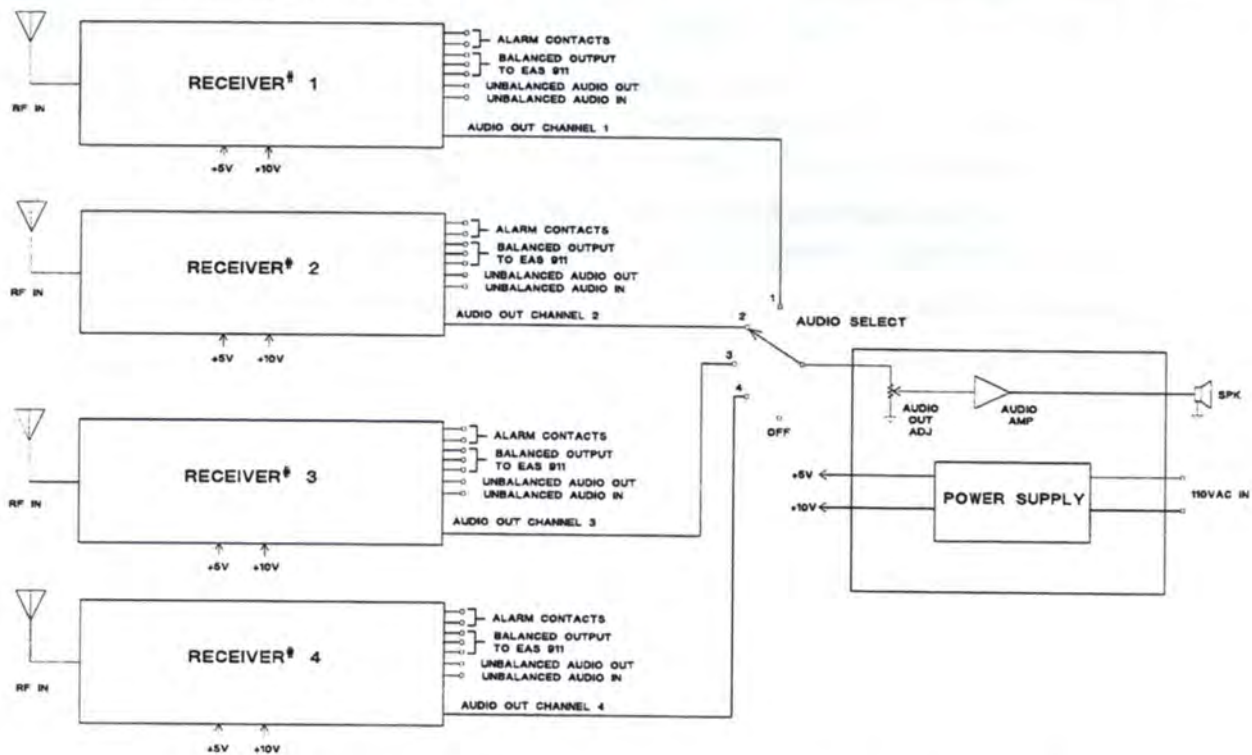 RF IN
RECEIVER# 1
ALARM CONTACTS
BALANCED OUTPUT
TO EAS 911
UNBALANCED AUDIO OUT
UNBALANCED AUDIO IN
AUDIO OUT CHANNEL 1
+5V
+10V
RF IN
RECEIVER# 2
ALARM CONTACTS
BALANCED OUTPUT
TO EAS 911
UNBALANCED AUDIO OUT
UNBALANCED AUDIO IN
AUDIO OUT CHANNEL 2
+5V
+10V
RF IN
RECEIVER# 3
ALARM CONTACTS
BALANCED OUTPUT
TO EAS 911
UNBALANCED AUDIO OUT
UNBALANCED AUDIO IN
AUDIO OUT CHANNEL 3
+5V
+10V
RF IN
RECEIVER# 4
ALARM CONTACTS
BALANCED OUTPUT
TO EAS 911
UNBALANCED AUDIO OUT
UNBALANCED AUDIO IN
AUDIO OUT CHANNEL 4
+5V
+10V
1
2
3
4
OFF
AUDIO SELECT
AUDIO
OUT
ADJ
AUDIO
AMP
SPK
+5V
+10V
POWER SUPPLY
110VAC IN